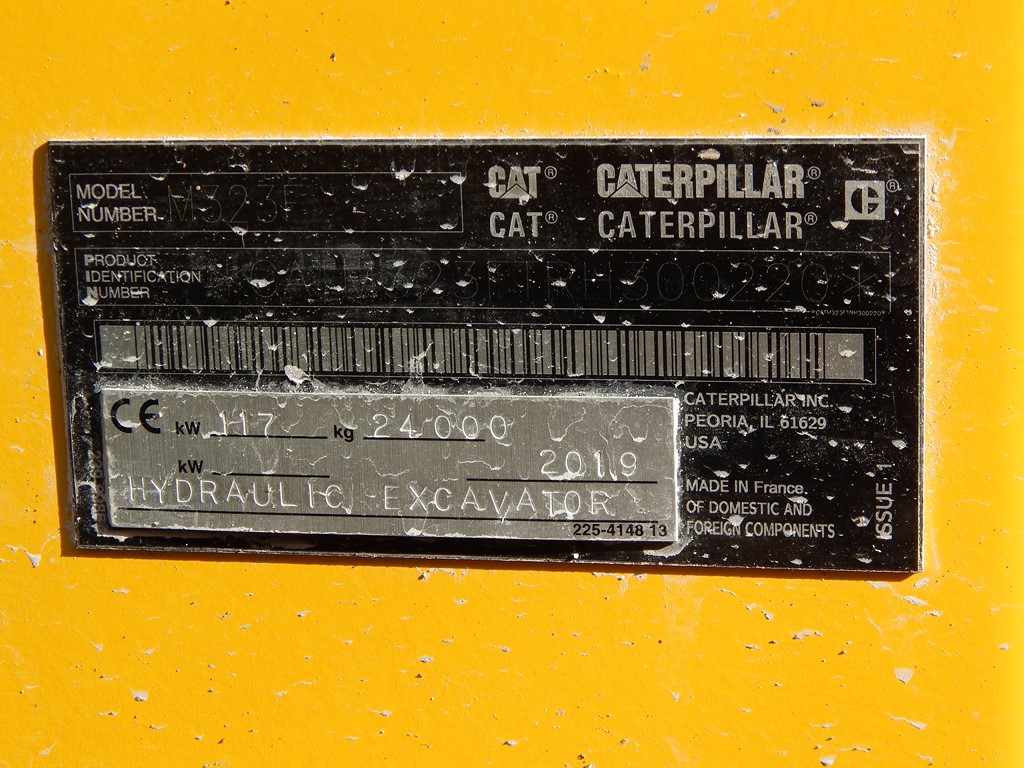 MODEL
NUMBER M323F
CAT® CATERPILLAR®
CAT® CATERPILLAR®
C®
PRODUCT
IDENTIFICATION
NUMBER
*CAT0M323FTRH300220*
CE kW 117 kg 24000
kW 2019
HYDRAULIC EXCAVATOR
225-4148 13
CATERPILLAR INC.
PEORIA, IL 61629
USA
MADE IN France
OF DOMESTIC AND
FOREIGN COMPONENTS
ISSUE 1